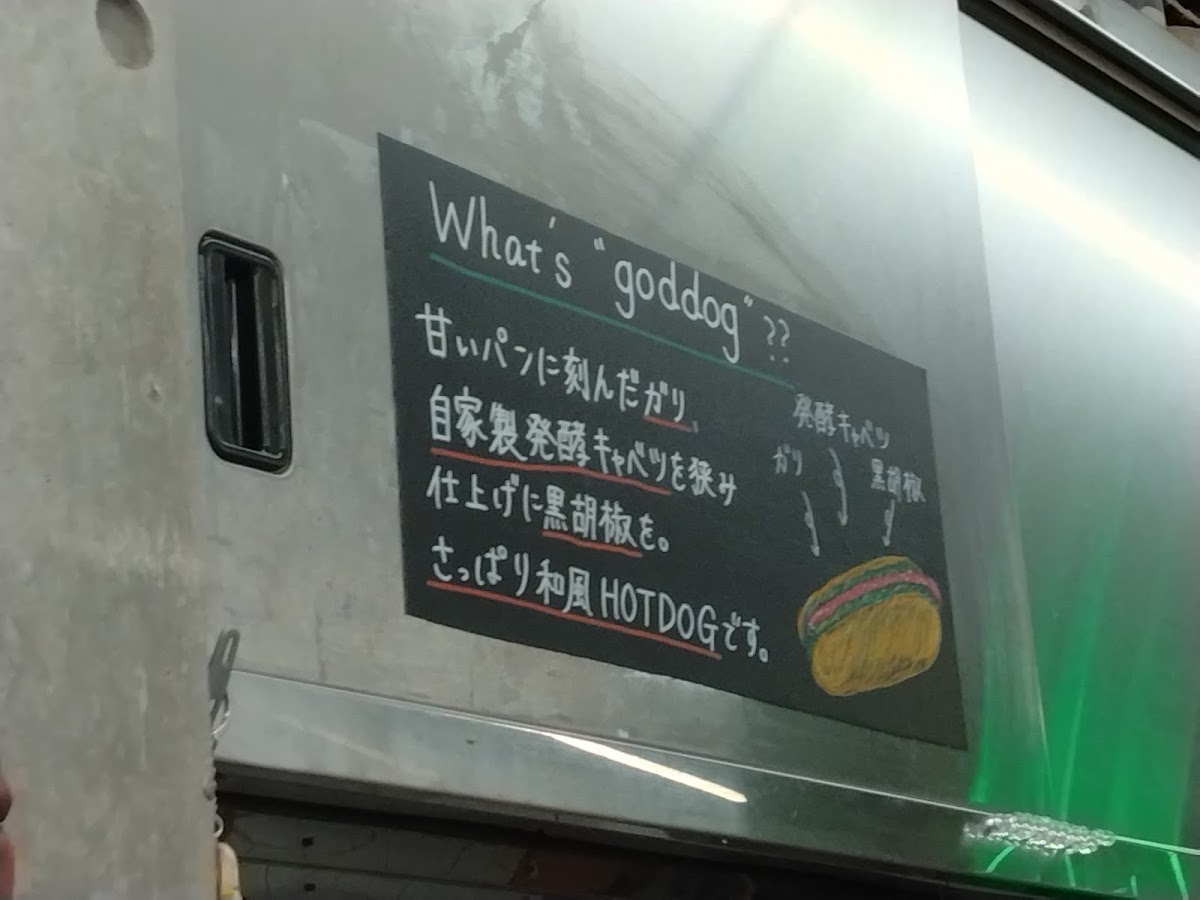 What's "goddog"??
甘いパンに刻んだガリ、
自家製発酵キャベツを狭み
仕上げに黒胡椒を。
さっぱり和風HOTDOGです。
発酵キャベツ
ガリ
黒胡椒